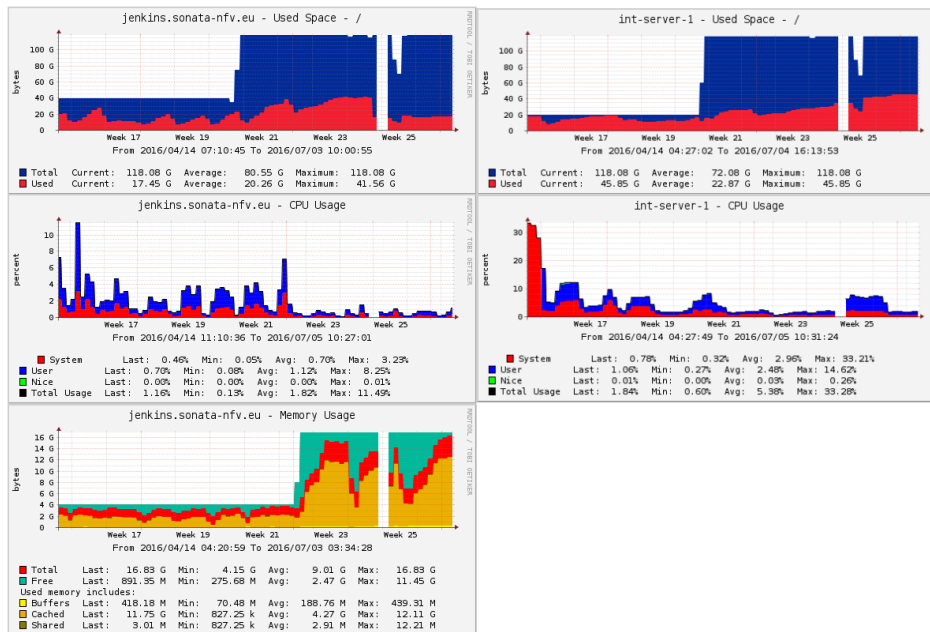 jenkins.sonata-nfv.eu - Used Space - /
RRDTOOL / TOBI OETIKER
bytes
100 G
80 G
60 G
40 G
20 G
0
Week 17 Week 19 Week 21 Week 23 Week 25
From 2016/04/14 07:10:45 To 2016/07/03 10:00:55
Total Current: 118.08 G Average: 80.55 G Maximum: 118.08 G
Used Current: 17.45 G Average: 20.26 G Maximum: 41.56 G
int-server-1 - Used Space - /
bytes
100 G
80 G
60 G
40 G
20 G
0
Week 17 Week 19 Week 21 Week 23 Week 25
From 2016/04/14 04:27:02 To 2016/07/04 16:13:53
Total Current: 118.08 G Average: 72.08 G Maximum: 118.08 G
Used Current: 45.85 G Average: 22.87 G Maximum: 45.85 G
jenkins.sonata-nfv.eu - CPU Usage
RRDTOOL / TOBI OETIKER
percent
10
8
6
4
2
0
Week 17 Week 19 Week 21 Week 23 Week 25
From 2016/04/14 11:10:36 To 2016/07/05 10:27:01
System Last: 0.46% Min: 0.05% Avg: 0.70% Max: 3.23%
User Last: 0.70% Min: 0.08% Avg: 1.12% Max: 8.25%
Nice Last: 0.00% Min: 0.00% Avg: 0.00% Max: 0.01%
Total Usage Last: 1.16% Min: 0.13% Avg: 1.82% Max: 11.49%
int-server-1 - CPU Usage
percent
30
20
10
0
Week 17 Week 19 Week 21 Week 23 Week 25
From 2016/04/14 04:27:49 To 2016/07/05 10:31:24
System Last: 0.78% Min: 0.32% Avg: 2.96% Max: 33.21%
User Last: 1.06% Min: 0.27% Avg: 2.48% Max: 14.62%
Nice Last: 0.01% Min: 0.00% Avg: 0.03% Max: 0.26%
Total Usage Last: 1.84% Min: 0.60% Avg: 5.38% Max: 33.28%
jenkins.sonata-nfv.eu - Memory Usage
RRDTOOL / TOBI OETIKER
bytes
16 G
14 G
12 G
10 G
8 G
6 G
4 G
2 G
0
Week 17 Week 19 Week 21 Week 23 Week 25
From 2016/04/14 04:20:59 To 2016/07/03 03:34:28
Total Last: 16.83 G Min: 4.15 G Avg: 9.01 G Max: 16.83 G
Free Last: 891.35 M Min: 275.68 M Avg: 2.47 G Max: 11.45 G
Used memory includes:
Buffers Last: 418.18 M Min: 70.48 M Avg: 188.76 M Max: 439.31 M
Cached Last: 11.75 G Min: 827.25 k Avg: 4.27 G Max: 12.11 G
Shared Last: 3.01 M Min: 827.25 k Avg: 2.91 M Max: 12.21 M